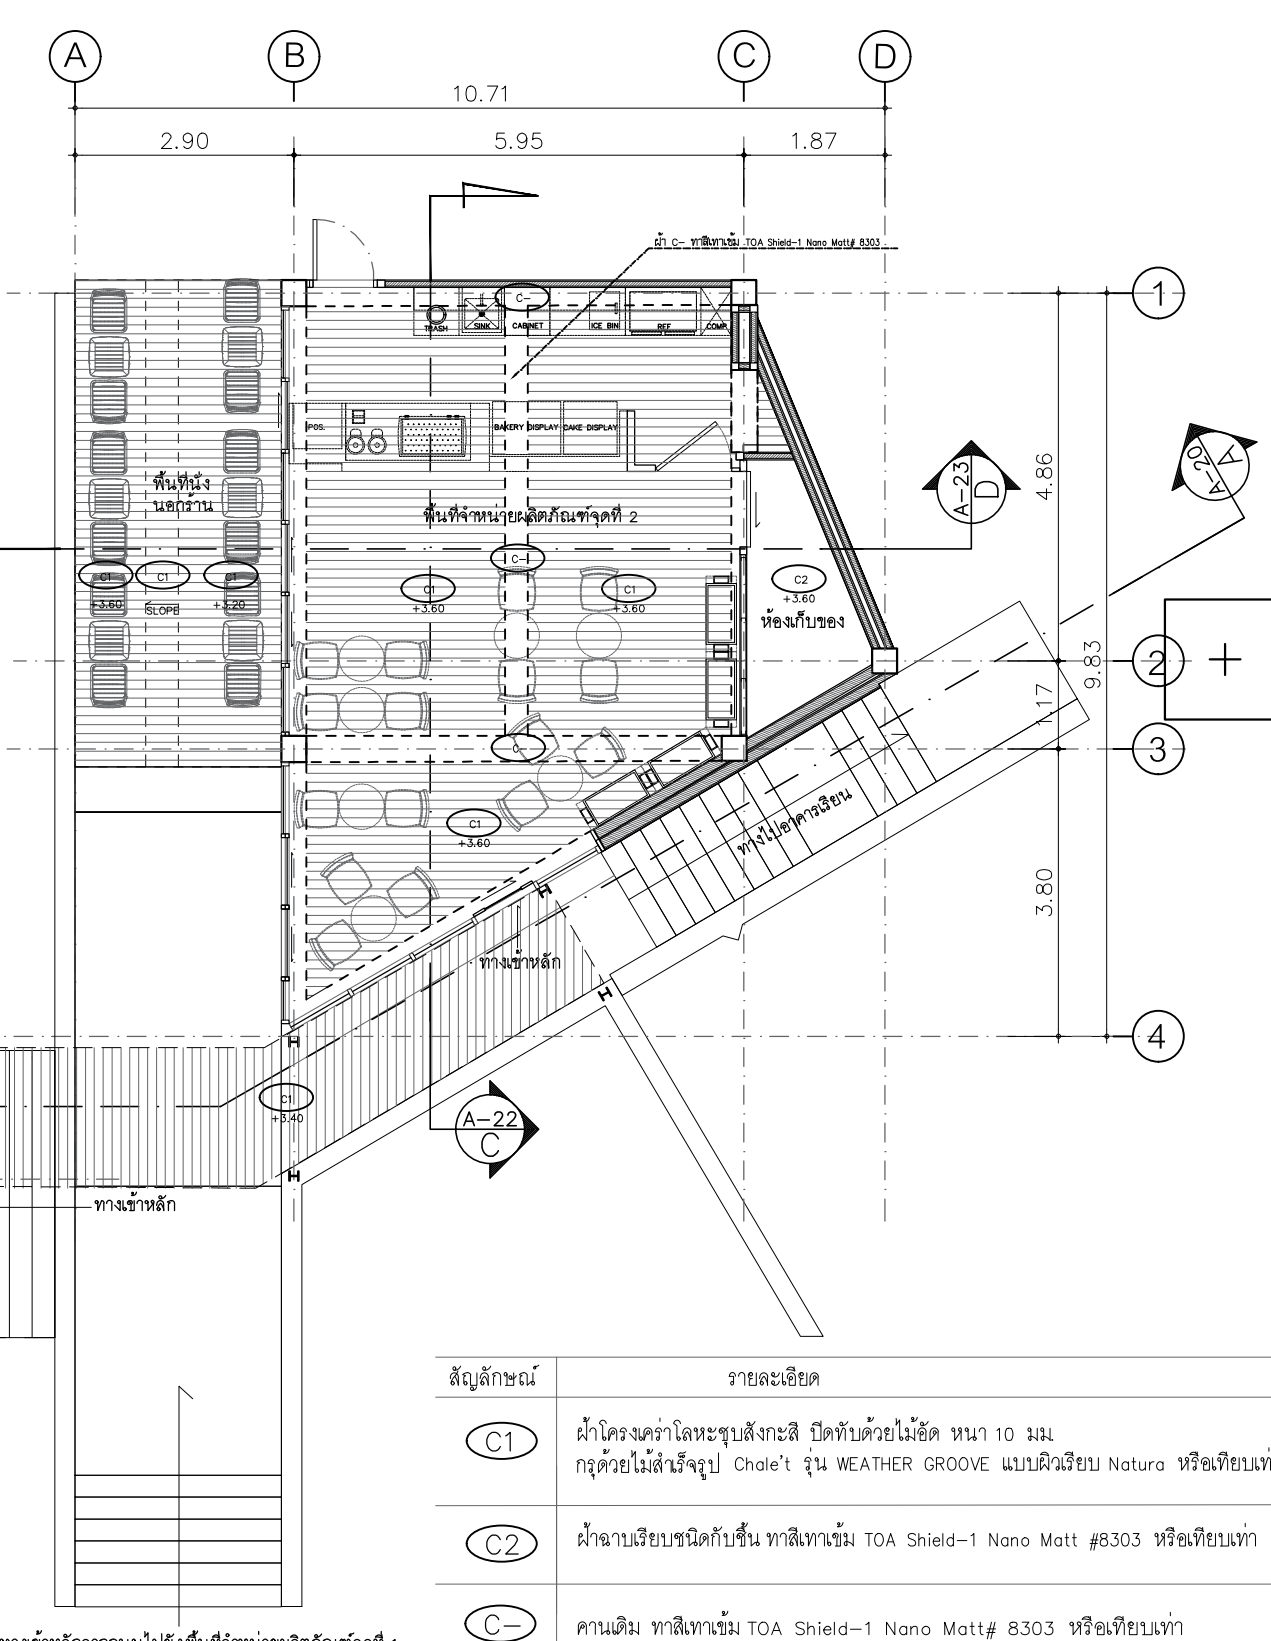 A
B
C
D
10.71
2.90
5.95
1.87
ฝ้า C- ทาสีเทาเข้ม TOA Shield-1 Nano Matt# 8303
1
C-
TRASH
SINK
CABINET
ICE BIN
REF
COMP.
POS.
BAKERY DISPLAY
CAKE DISPLAY
พื้นที่นั่ง
นอกร้าน
พื้นที่จำหน่ายผลิตภัณฑ์จุดที่ 2
A-23
D
4.86
A-20
A
C-
C1
C1
C1
+3.60
SLOPE
+3.20
C1
+3.60
C1
+3.60
C2
+3.60
ห้องเก็บของ
2
9.83
1.17
3
C1
+3.60
ทางไปอาคารเรียน
3.80
ทางเข้าหลัก
4
C1
+3.40
A-22
C
ทางเข้าหลัก
สัญลักษณ์ รายละเอียด
C1 ฝ้าโครงเคร่าโลหะชุบสังกะสี ปิดทับด้วยไม้อัด หนา 10 มม.
กรุด้วยไม้สำเร็จรูป Chale't รุ่น WEATHER GROOVE แบบผิวเรียบ Natura หรือเทียบเท่
C2 ฝ้าฉาบเรียบชนิดกับชื้น ทาสีเทาเข้ม TOA Shield-1 Nano Matt #8303 หรือเทียบเท่า
C- คานเดิม ทาสีเทาเข้ม TOA Shield-1 Nano Matt# 8303 หรือเทียบเท่า